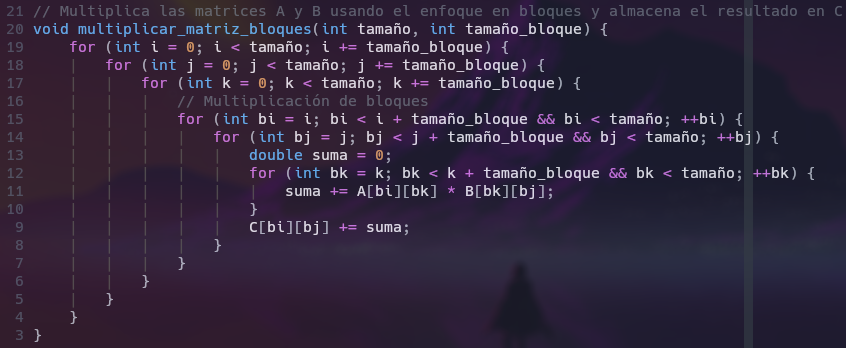 21 // Multiplica las matrices A y B usando el enfoque en bloques y almacena el resultado en C
20 void multiplicar_matriz_bloques(int tamaño, int tamaño_bloque) {
19     for (int i = 0; i < tamaño; i += tamaño_bloque) {
18         for (int j = 0; j < tamaño; j += tamaño_bloque) {
17             for (int k = 0; k < tamaño; k += tamaño_bloque) {
16                 // Multiplicación de bloques
15                 for (int bi = i; bi < i + tamaño_bloque && bi < tamaño; ++bi) {
14                     for (int bj = j; bj < j + tamaño_bloque && bj < tamaño; ++bj) {
13                         double suma = 0;
12                         for (int bk = k; bk < k + tamaño_bloque && bk < tamaño; ++bk) {
11                             suma += A[bi][bk] * B[bk][bj];
10                         }
9                         C[bi][bj] += suma;
8                     }
7                 }
6             }
5         }
4     }
3 }